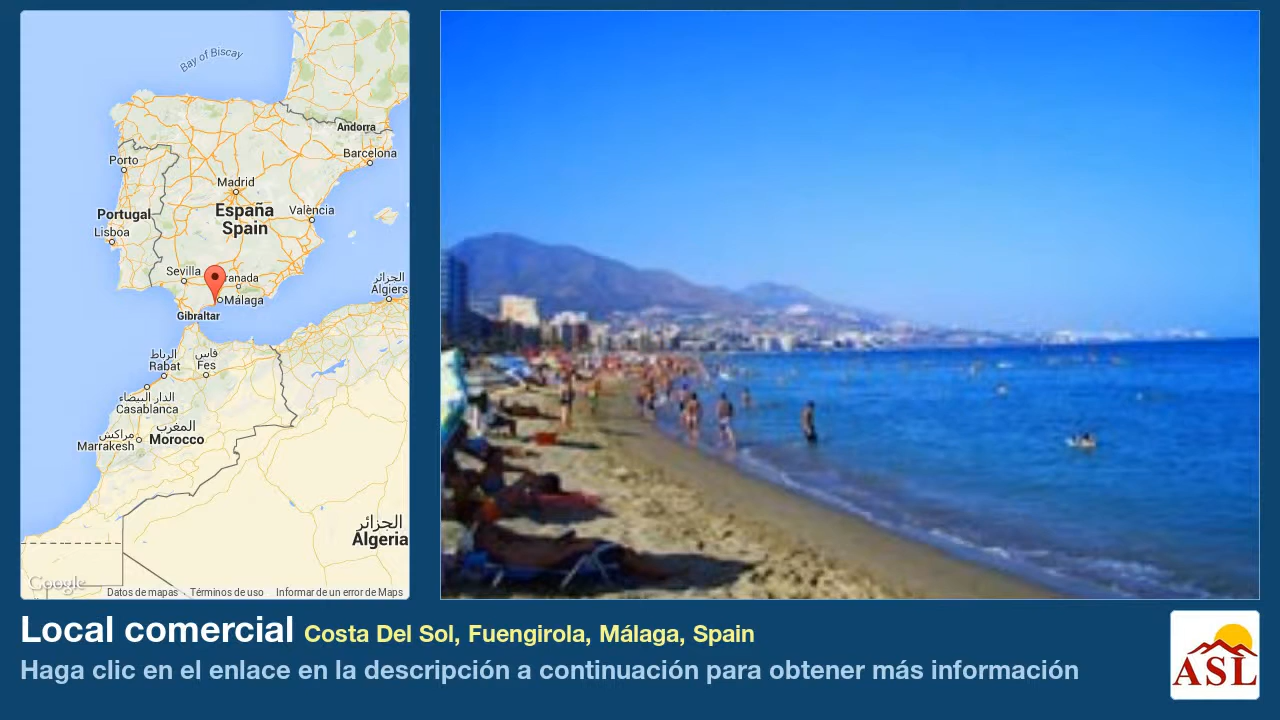 Bay of Biscay
Andorra
Barcelona
Porto
Madrid
España
Spain
Portugal
València
Lisboa
Sevilla
ranada
Málaga
Gibraltar
الجزائر
Algiers
الرباط
Rabat
فاس
Fes
الدار البيضاء
Casablanca
المغرب
Morocco
مراكش
Marrakesh
الجزائر
Algeria
Google
Datos de mapas Términos de uso Informar de un error de Maps
Local comercial Costa Del Sol, Fuengirola, Málaga, Spain
Haga clic en el enlace en la descripción a continuación para obtener más información
ASL